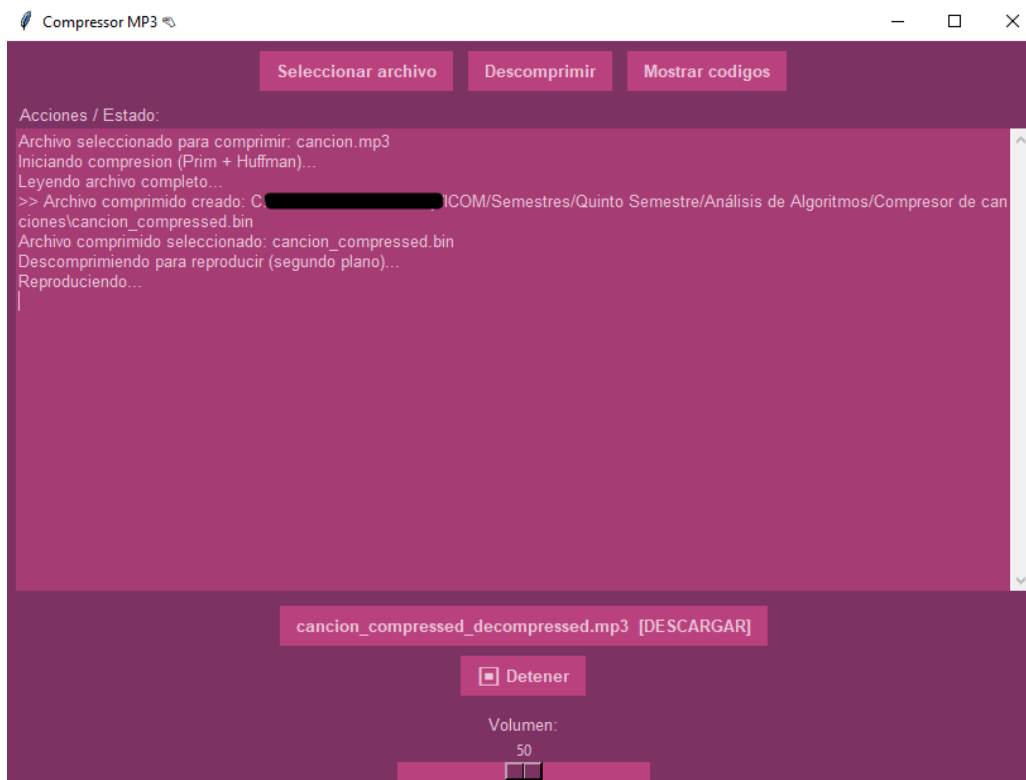 Compressor MP3
Seleccionar archivo Descomprimir Mostrar codigos
Acciones / Estado:
Archivo seleccionado para comprimir: cancion.mp3
Iniciando compresion (Prim + Huffman)...
Leyendo archivo completo...
>> Archivo comprimido creado: C: ICOM/Semestres/Quinto Semestre/Análisis de Algoritmos/Compresor de can
ciones\cancion_compressed.bin
Archivo comprimido seleccionado: cancion_compressed.bin
Descomprimiendo para reproducir (segundo plano)...
Reproduciendo...
cancion_compressed_decompressed.mp3 [DESCARGAR]
Detener
Volumen:
50